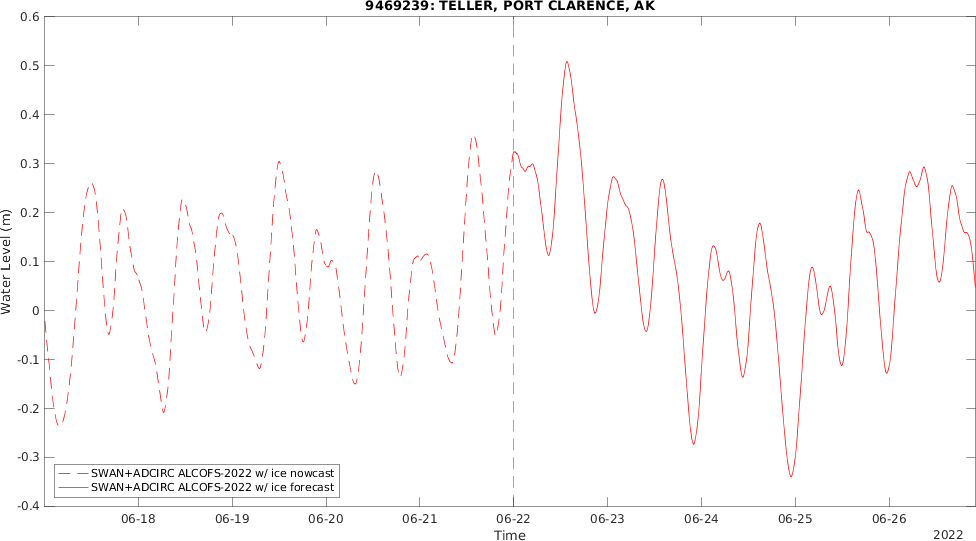 9469239: TELLER, PORT CLARENCE, AK
0.6
0.5
0.4
0.3
0.2
0.1
0
-0.1
-0.2
-0.3
-0.4
Water Level (m)
SWAN+ADCIRC ALCOFS-2022 w/ ice nowcast
SWAN+ADCIRC ALCOFS-2022 w/ ice forecast
06-18 06-19 06-20 06-21 06-22 06-23 06-24 06-25 06-26
Time
2022